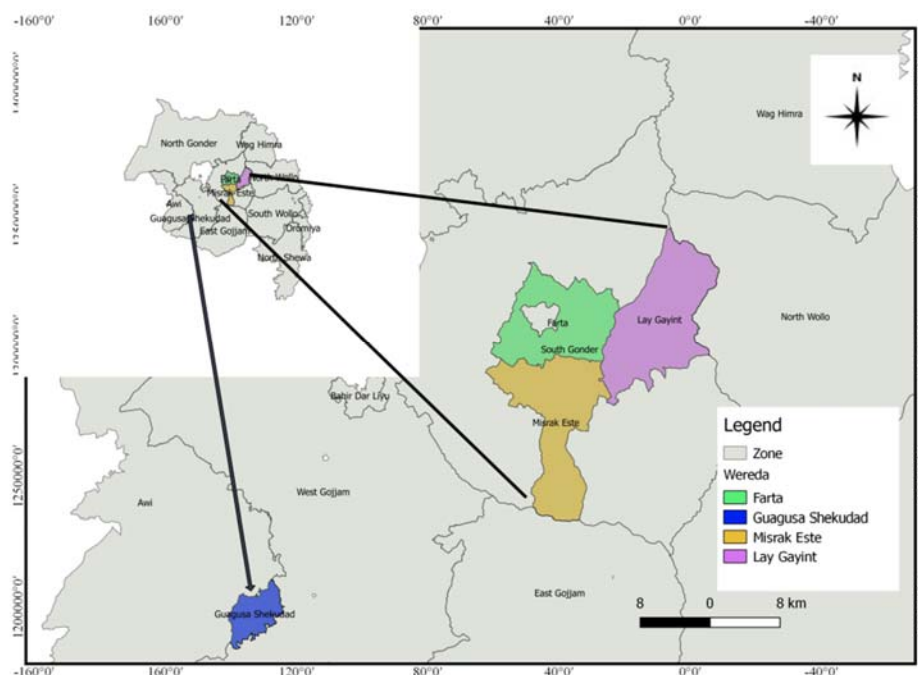 -160°0'
160°0'
120°0'
80°0'
40°0'
0°0'
-40°0'
N
Wag Himra
North Gonder
Wag Himra
Farta
North Wollo
Misrak Este
Awi
Guagusa Shekudad
South Wollo
East Gojjam
Oromiya
North Shewa
Lay Gayint
North Wollo
Farta
South Gonder
Bahir Dar Liyu
Misrak Este
Legend
Zone
Wereda
Farta
Guagusa Shekudad
Misrak Este
Lay Gayint
West Gojjam
Awi
East Gojjam
Guagusa Shekudad
8 0 8 km
1250000°0'
1200000°0'
-160°0'
160°0'
120°0'
80°0'
40°0'
0°0'
-40°0'